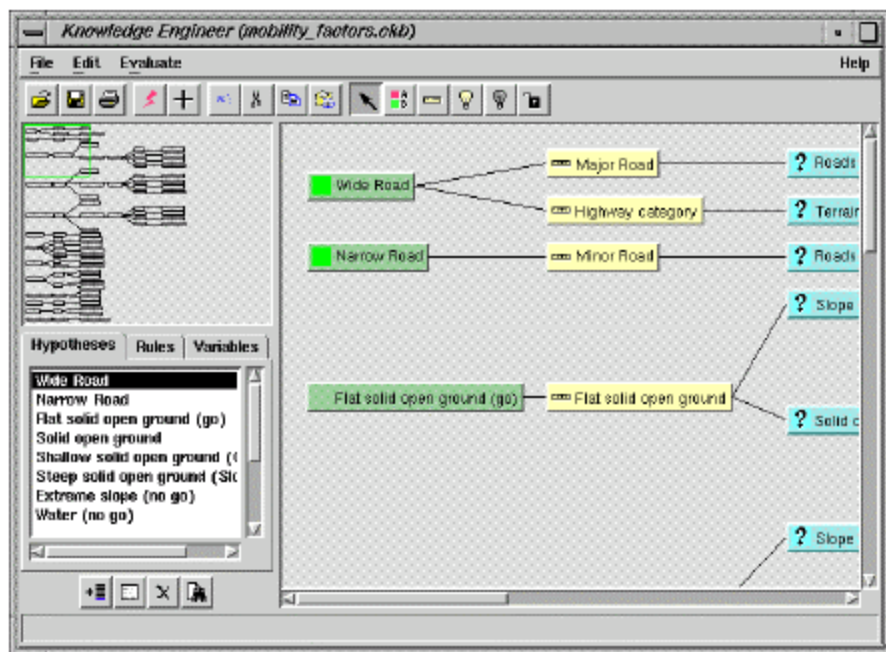 Knowledge Engineer (mobility_factors.ckb)
File Edit Evaluate Help
Major Road
? Roads
Wide Road
Highway category
? Terrain
Narrow Road
Minor Road
? Roads
? Slope
Flat solid open ground (go)
Flat solid open ground
? Solid
? Slope
Hypotheses Rules Variables
Wide Road
Narrow Road
Flat solid open ground (go)
Solid open ground
Shallow solid open ground
Steep solid open ground
Extreme slope (no go)
Water (no go)